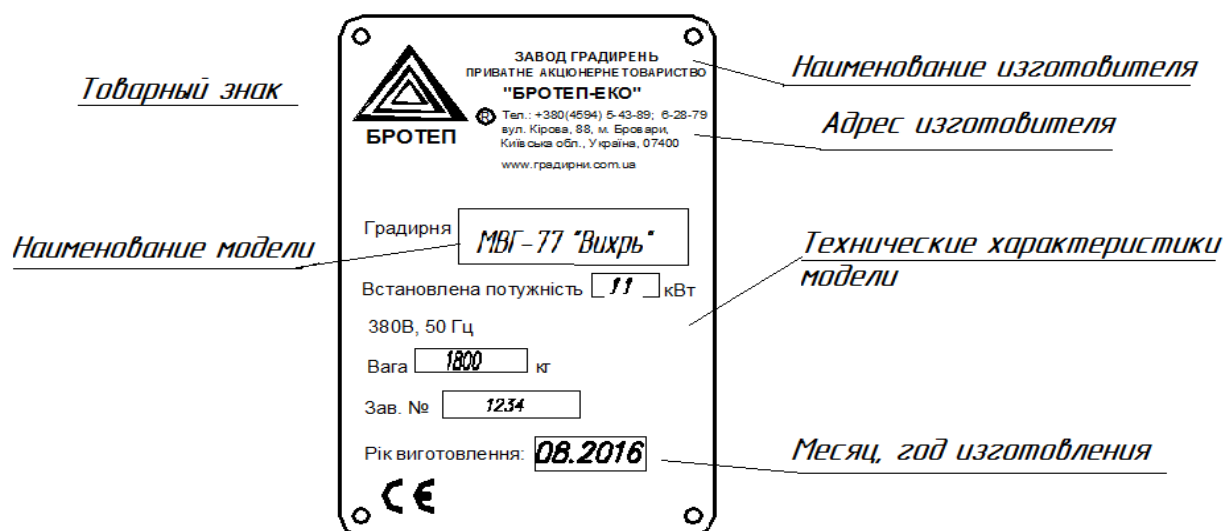 Товарный знак
БРОТЕП
®
ЗАВОД ГРАДИРЕНЬ
ПРИВАТНЕ АКЦІОНЕРНЕ ТОВАРИСТВО
"БРОТЕП-ЕКО"
Тел.: +380(4594) 5-43-89; 6-28-79
вул. Кірова, 88, м. Бровари,
Київська обл., Україна, 07400
www.градирни.com.ua
Наименование изготовителя
Адрес изготовителя
Наименование модели
Градирня МВГ-77 "Вихрь"
Технические характеристики
модели
Встановлена потужність 11 кВт
380В, 50 Гц
Вага 1800 кг
Зав. № 1234
Рік виготовлення: 08.2016
Месяц, год изготовления
CE